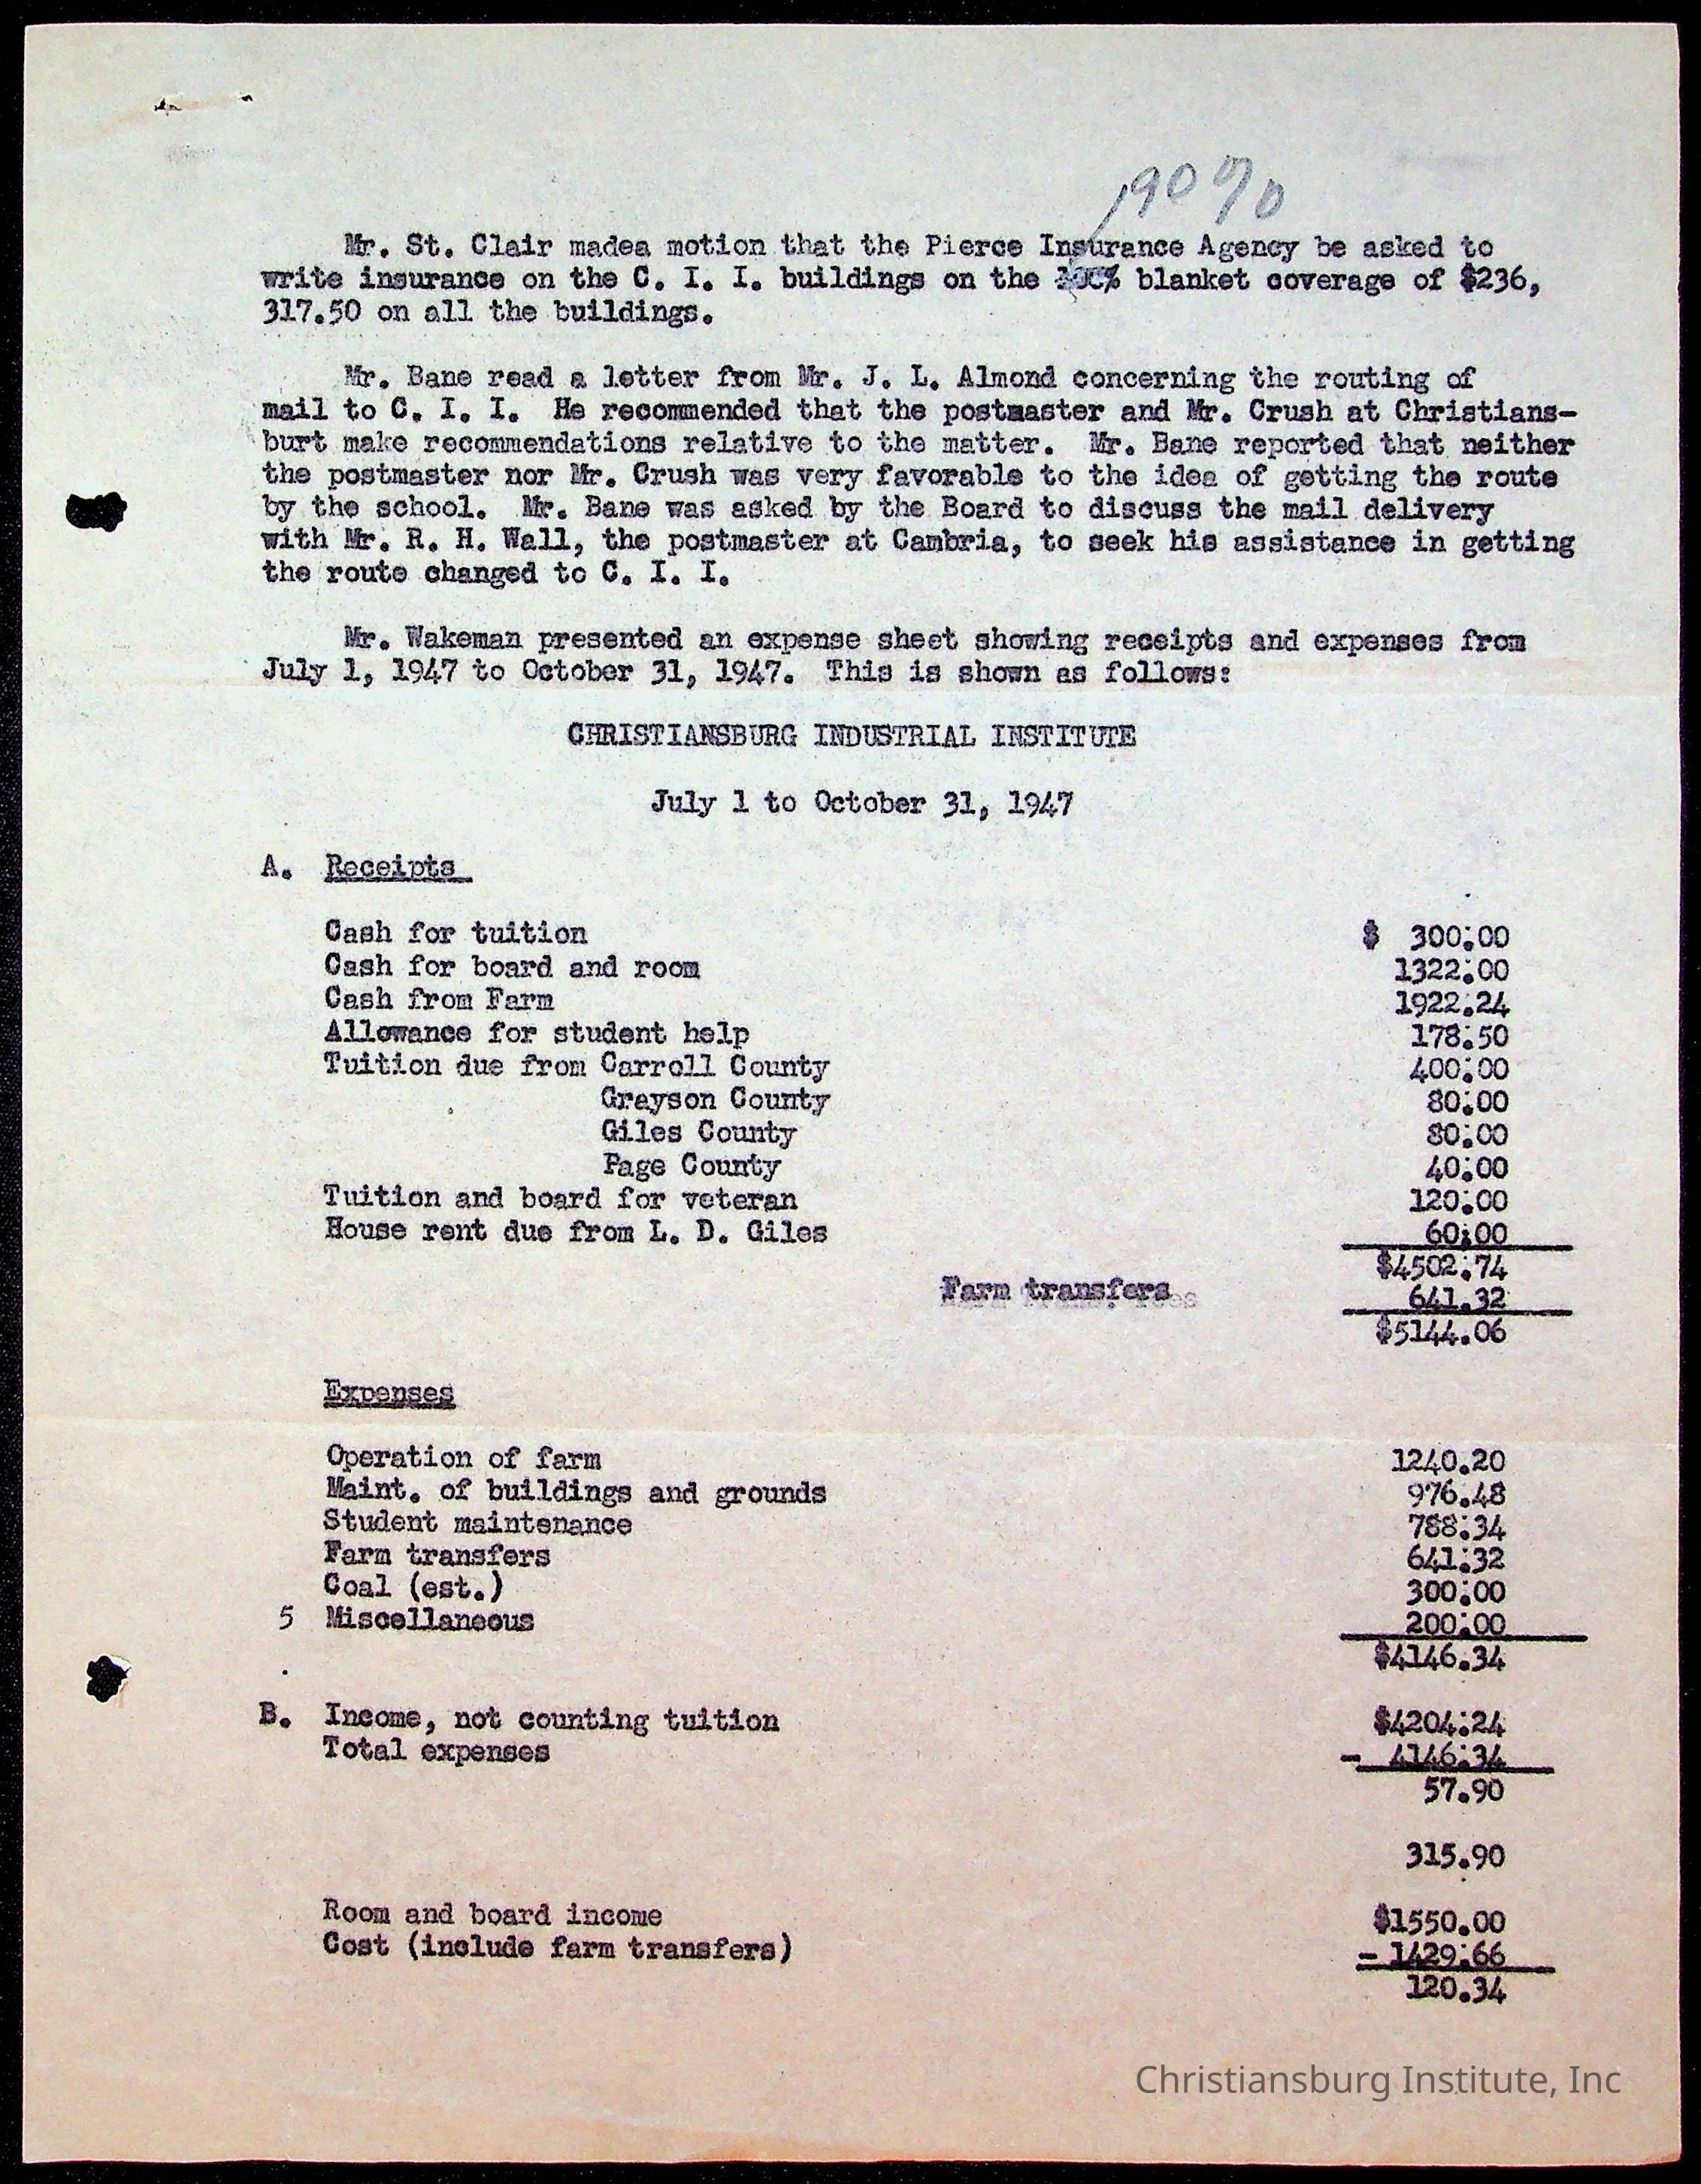 90%
Mr. St. Clair madea motion that the Pierce Insurance Agency be asked to
write insurance on the C. I. I. buildings on the 100% blanket coverage of $236,
317.50 on all the buildings.
Mr. Bane read a letter from Mr. J. L. Almond concerning the routing of
mail to C. I. I. He recommended that the postmaster and Mr. Crush at Christians-
burt make recommendations relative to the matter. Mr. Bane reported that neither
the postmaster nor Mr. Crush was very favorable to the idea of getting the route
by the school. Mr. Bane was asked by the Board to discuss the mail delivery
with Mr. R. H. Wall, the postmaster at Cambria, to seek his assistance in getting
the route changed to C. I. I.
Mr. Wakeman presented an expense sheet showing receipts and expenses from
July 1, 1947 to October 31, 1947. This is shown as follows:
CHRISTIANSBURG INDUSTRIAL INSTITUTE
July 1 to October 31, 1947
A. Receipts
Cash for tuition $ 300.00
Cash for board and room 1322.00
Cash from Farm 1922.24
Allowance for student help 178.50
Tuition due from Carroll County 400.00
Grayson County 80.00
Giles County 80.00
Page County 40.00
Tuition and board for veteran 120.00
House rent due from L. D. Giles 60.00
$4502.74
Farm transfers 641.32
$5144.06
Expenses
Operation of farm 1240.20
Maint. of buildings and grounds 976.48
Student maintenance 788.34
Farm transfers 641.32
Coal (est.) 300.00
5 Miscellaneous 200.00
$4146.34
B. Income, not counting tuition $4204.24
Total expenses - 4146.34
57.90
315.90
Room and board income $1550.00
Cost (include farm transfers) - 1429.66
120.34
Christiansburg Institute, Inc